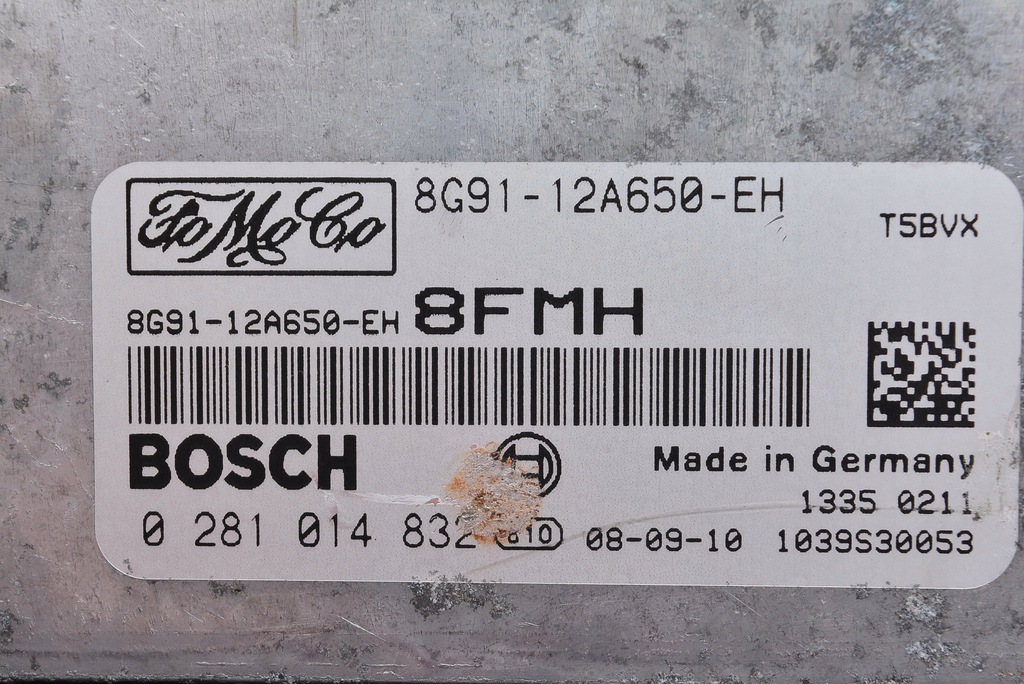 FoMoCo 8G91-12A650-EH
T5BVX
8G91-12A650-EH 8FMH
BOSCH
Made in Germany
1335 0211
0 281 014 832 810 08-09-10 1039S30053